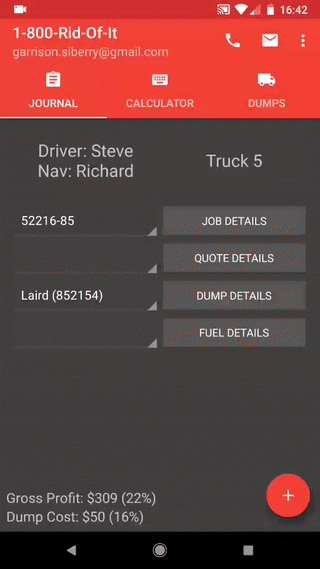 16:42
1-800-Rid-Of-It
garrison.siberry@gmail.com
JOURNAL CALCULATOR DUMPS
Driver: Steve
Nav: Richard
Truck 5
52216-85 JOB DETAILS
QUOTE DETAILS
Laird (852154) DUMP DETAILS
FUEL DETAILS
Gross Profit: $309 (22%)
Dump Cost: $50 (16%)
+